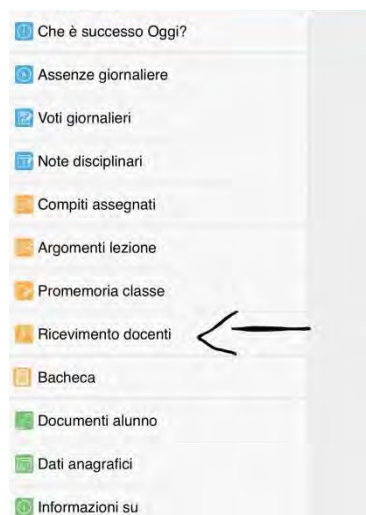 Che è successo Oggi?
Assenze giornaliere
Voti giornalieri
Note disciplinari
Compiti assegnati
Argomenti lezione
Promemoria classe
Ricevimento docenti
Bacheca
Documenti alunno
Dati anagrafici
Informazioni su